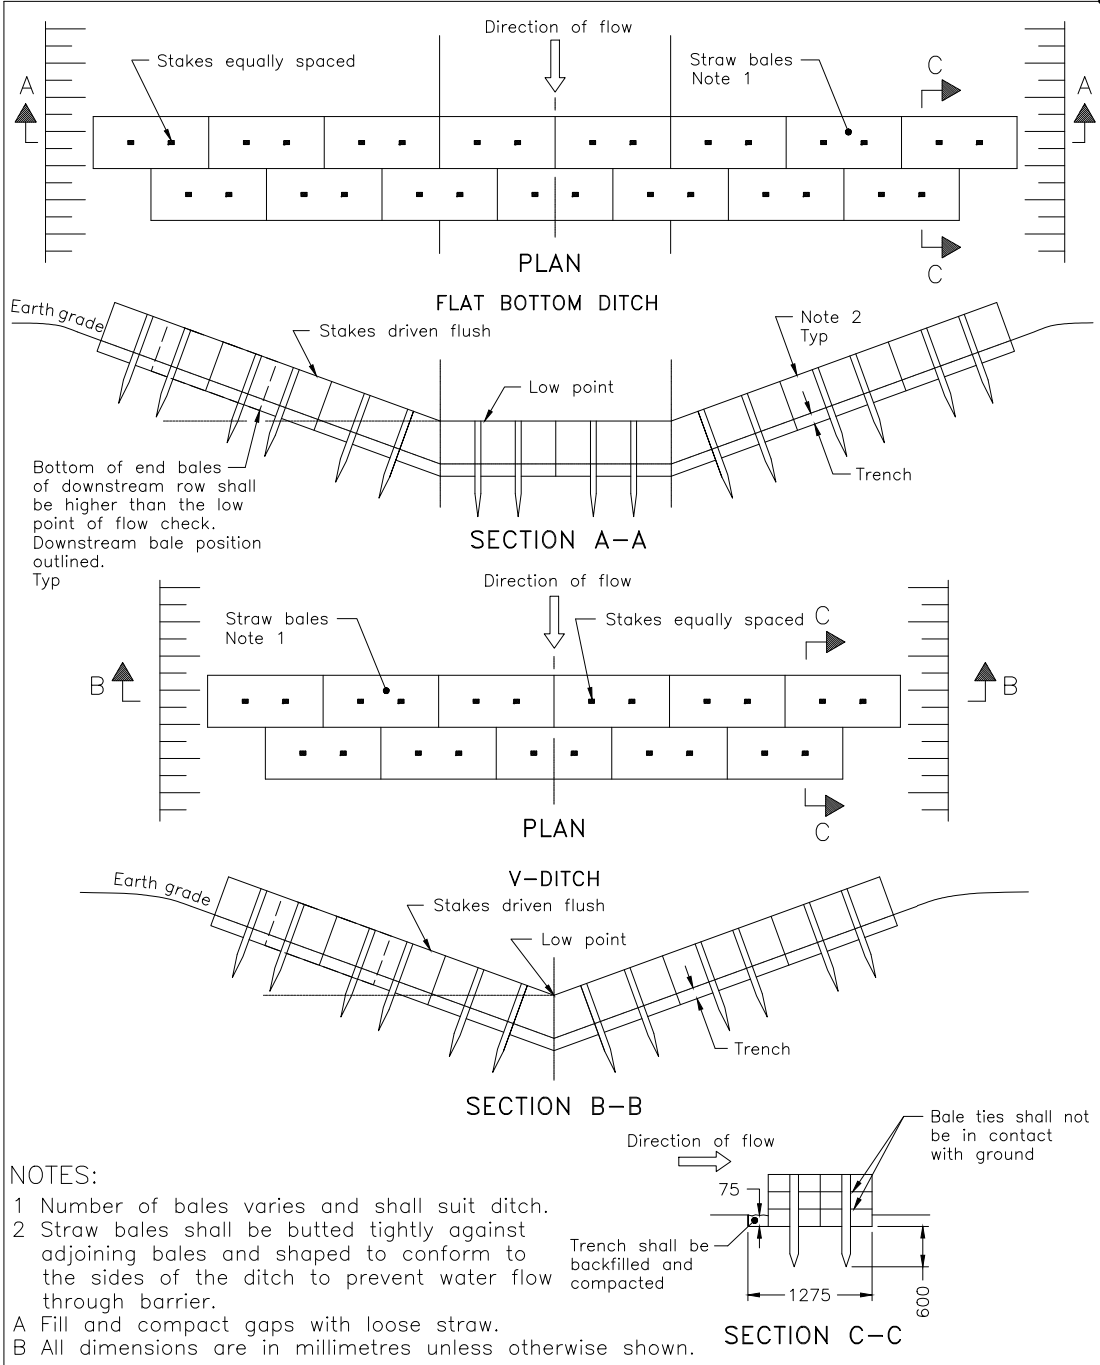 Direction of flow
Stakes equally spaced
Straw bales
Note 1
C
A
A
C
PLAN
FLAT BOTTOM DITCH
Earth grade
Stakes driven flush
Note 2
Typ
Low point
Bottom of end bales
of downstream row shall
be higher than the low
point of flow check.
Downstream bale position
outlined.
Typ
Trench
SECTION A-A
Direction of flow
Straw bales
Note 1
Stakes equally spaced
C
B
B
C
PLAN
V-DITCH
Earth grade
Stakes driven flush
Low point
Trench
SECTION B-B
Direction of flow
Bale ties shall not
be in contact
with ground
75
Trench shall be
backfilled and
compacted
1275
600
SECTION C-C
NOTES:
1 Number of bales varies and shall suit ditch.
2 Straw bales shall be butted tightly against
adjoining bales and shaped to conform to
the sides of the ditch to prevent water flow
through barrier.
A Fill and compact gaps with loose straw.
B All dimensions are in millimetres unless otherwise shown.